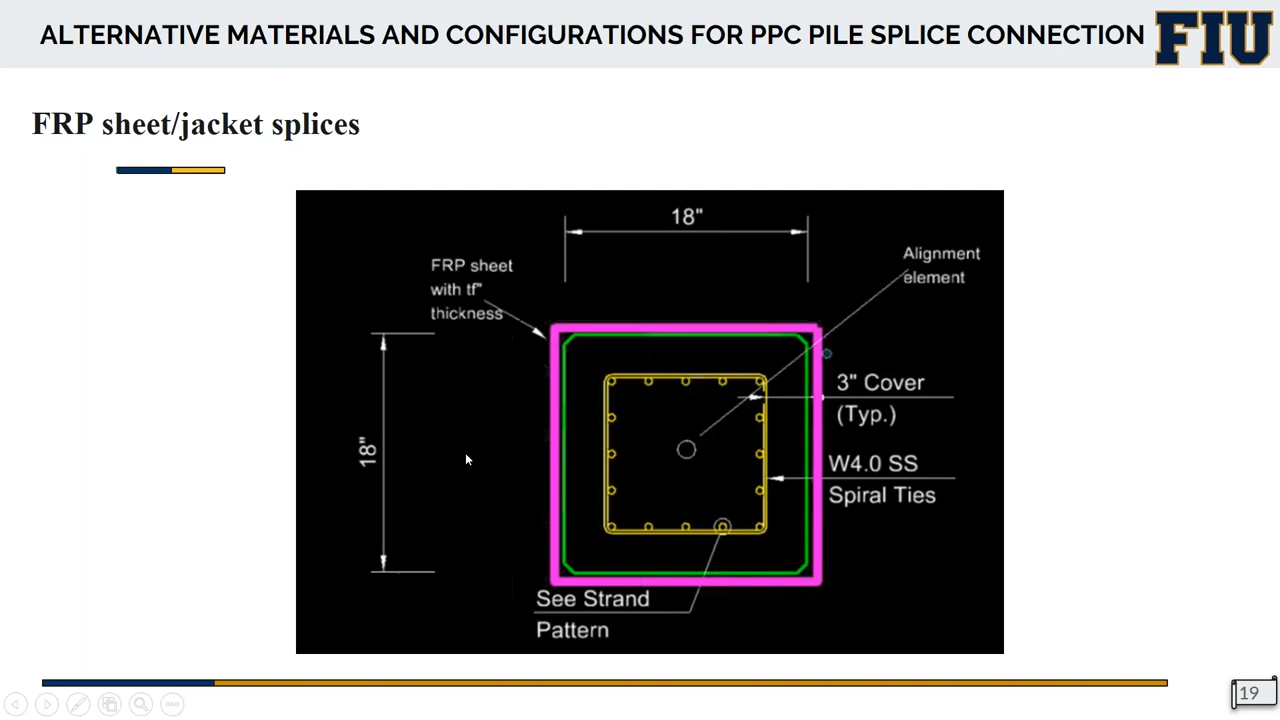 ALTERNATIVE MATERIALS AND CONFIGURATIONS FOR PPC PILE SPLICE CONNECTION
FIU
FRP sheet/jacket splices
18"
FRP sheet
with tf"
thickness
Alignment
element
3" Cover
(Typ.)
18"
W4.0 SS
Spiral Ties
See Strand
Pattern
19